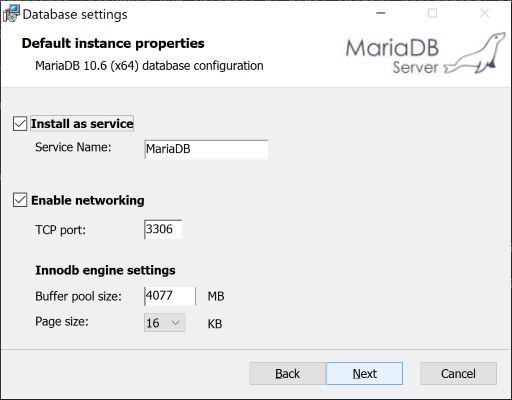 Database settings
Default instance properties
MariaDB 10.6 (x64) database configuration
MariaDB
Server
Install as service
Service Name: MariaDB
Enable networking
TCP port: 3306
Innodb engine settings
Buffer pool size: 4077 MB
Page size: 16 KB
Back Next Cancel